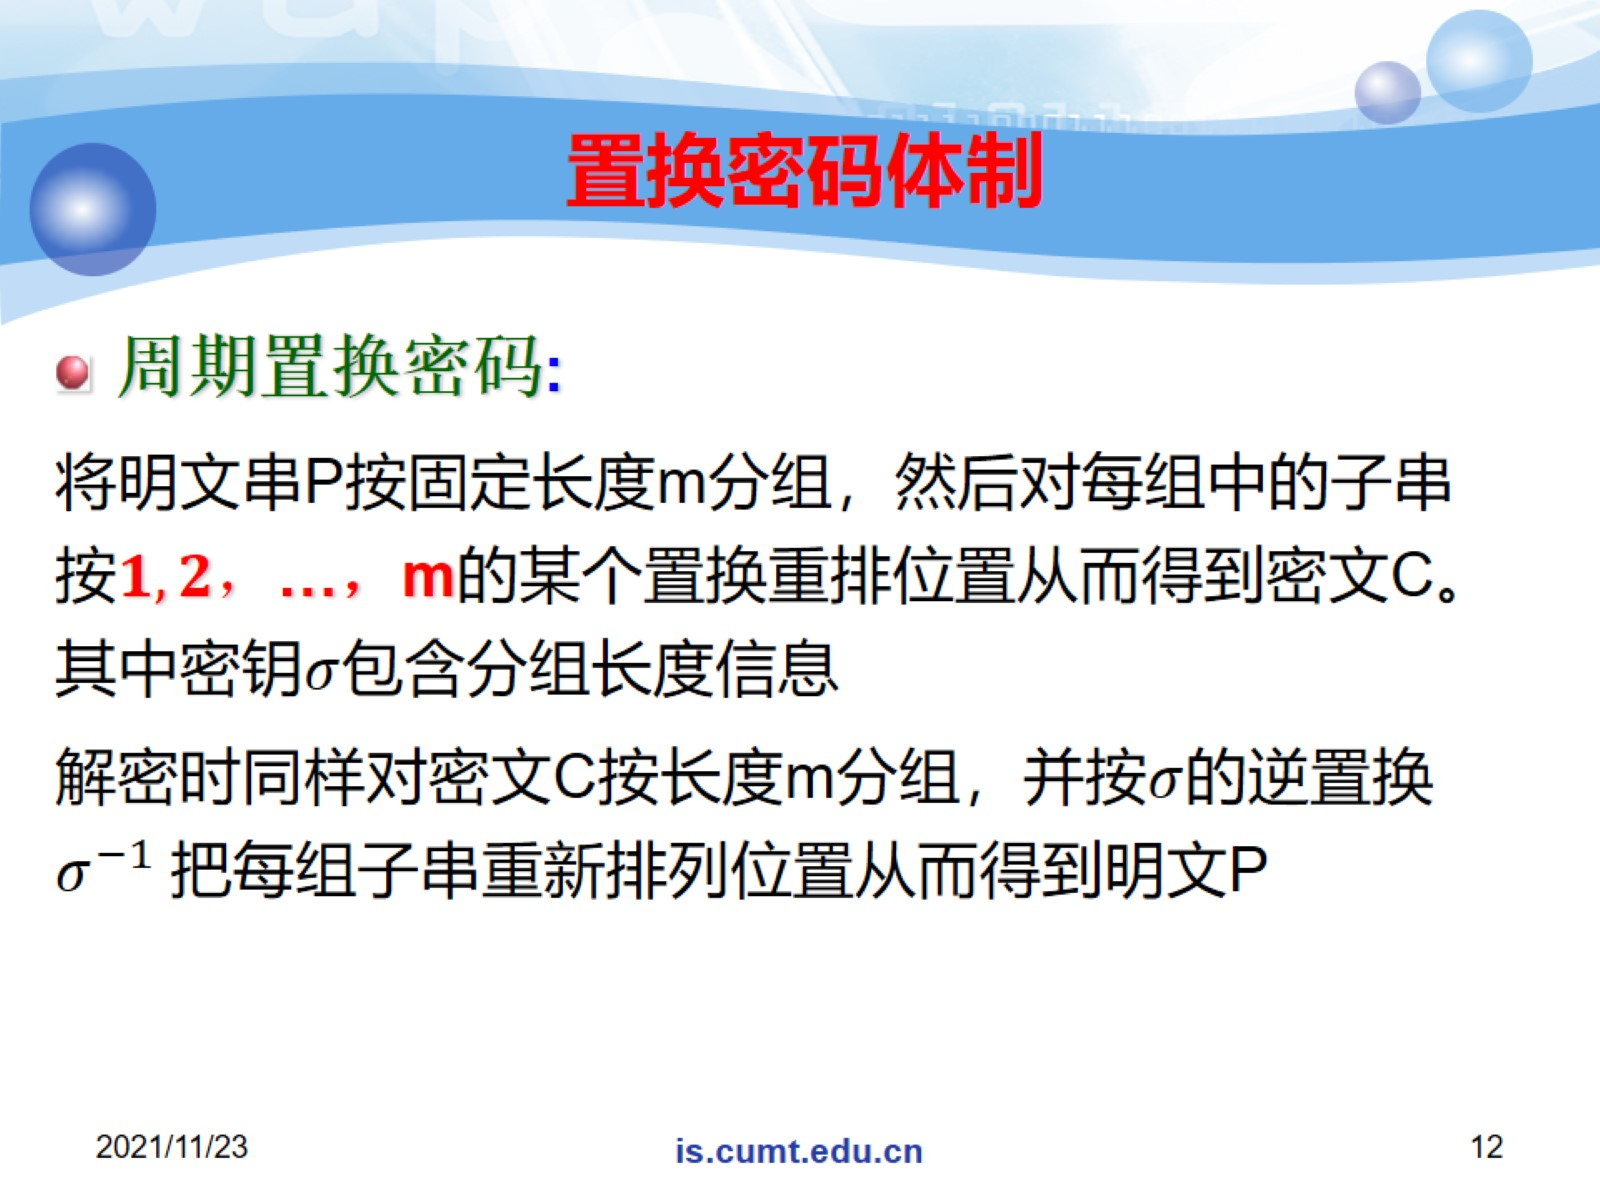 置换密码体制
周期置换密码:
将明文串P按固定长度m分组，然后对每组中的子串
按1, 2，…，m的某个置换重排位置从而得到密文C。
其中密钥σ包含分组长度信息
解密时同样对密文C按长度m分组，并按σ的逆置换
σ⁻¹ 把每组子串重新排列位置从而得到明文P
2021/11/23
is.cumt.edu.cn
12